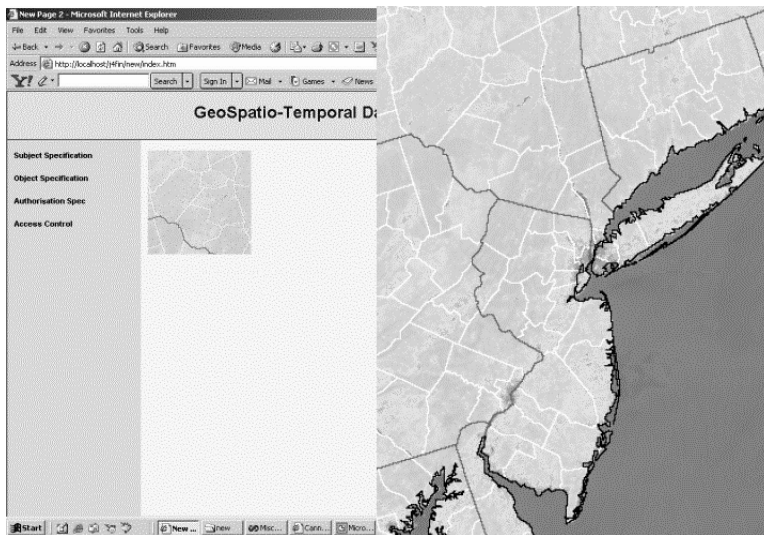 New Page 2 - Microsoft Internet Explorer
File Edit View Favorites Tools Help
Back Search Favorites Media
Address http://localhost/j4fin/new/index.htm
Y! Search Sign In Mail Games News
GeoSpatio-Temporal Da
Subject Specification
Object Specification
Authorisation Spec
Access Control
Start New ... new Misc... Cann... Micro...